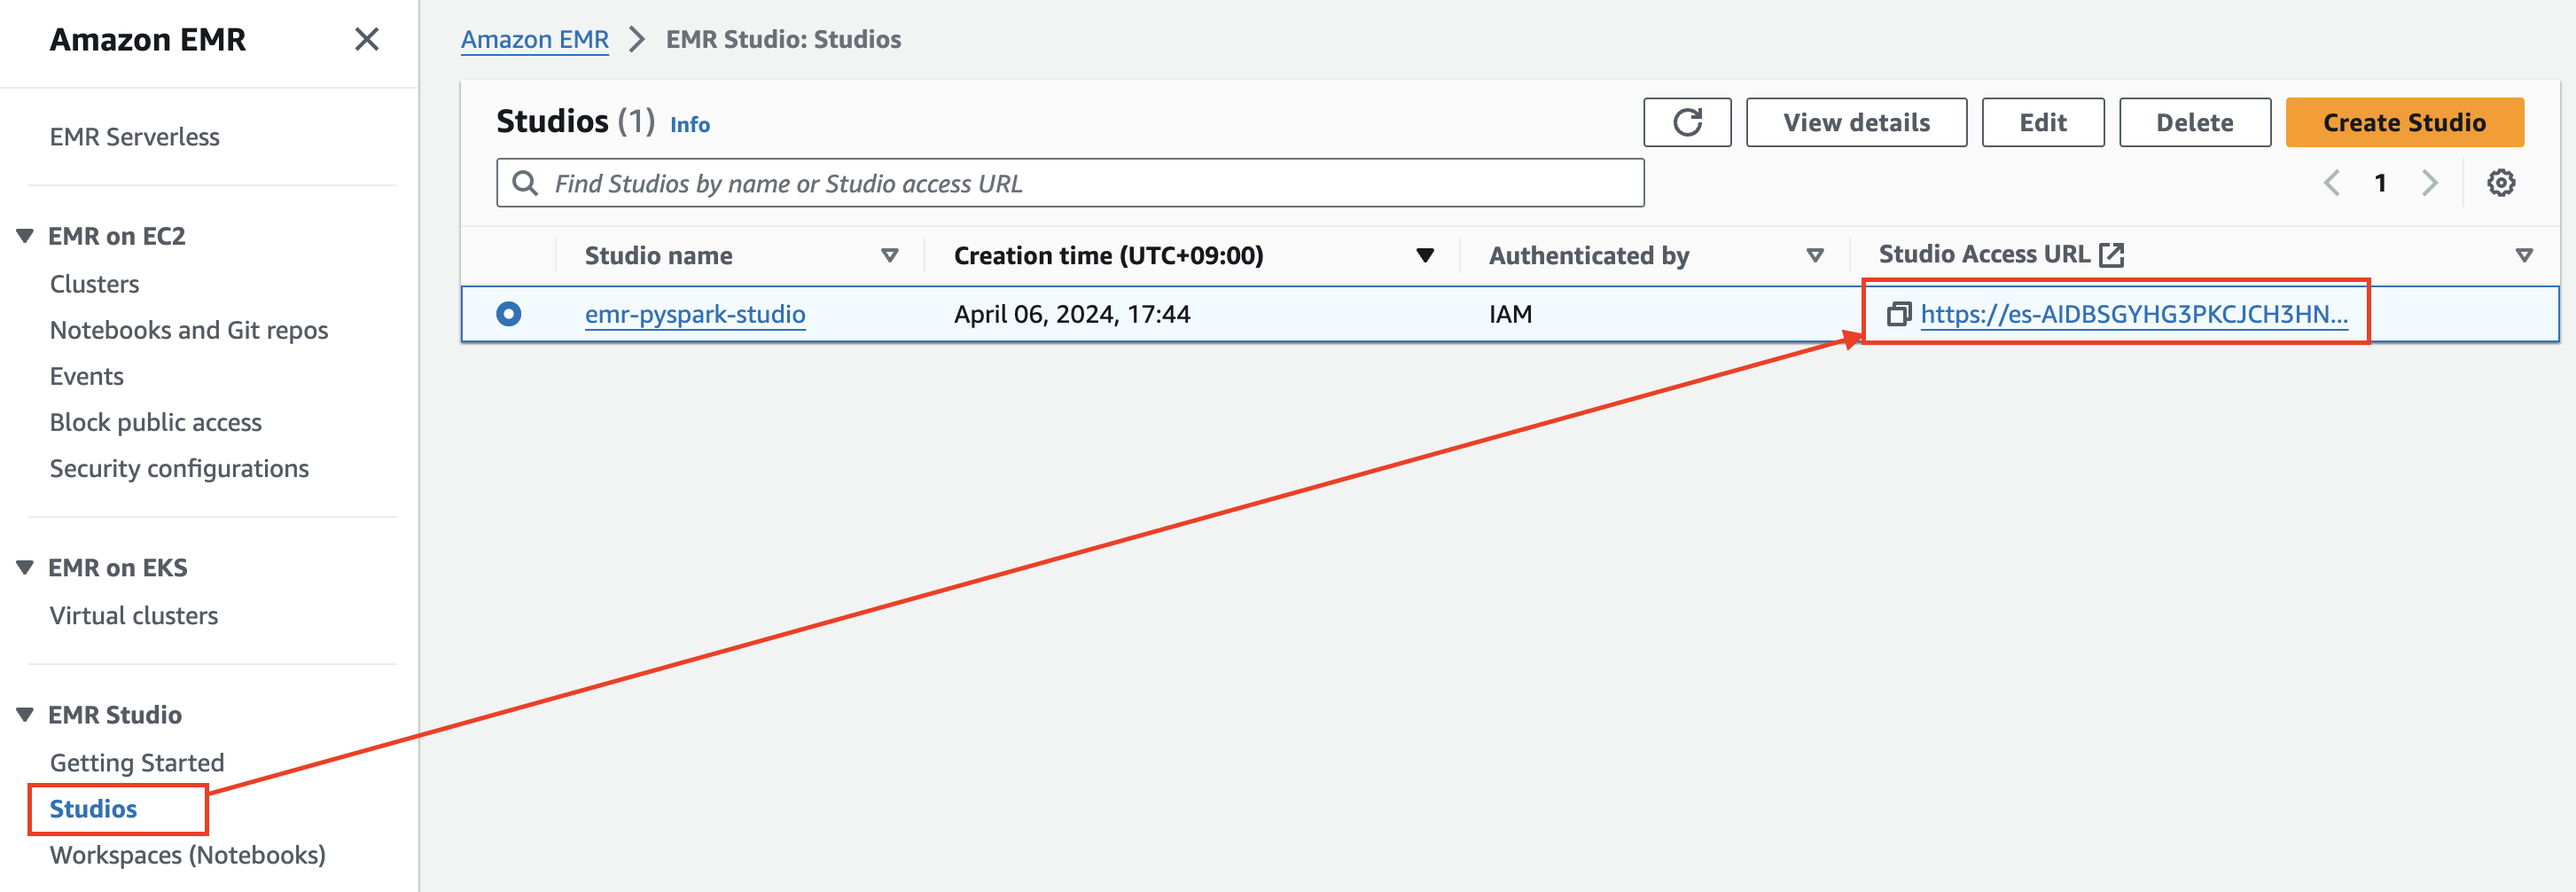 Amazon EMR
EMR Serverless
EMR on EC2
Clusters
Notebooks and Git repos
Events
Block public access
Security configurations
EMR on EKS
Virtual clusters
EMR Studio
Getting Started
Studios
Workspaces (Notebooks)
Amazon EMR > EMR Studio: Studios
Studios (1) Info
View details
Edit
Delete
Create Studio
Find Studios by name or Studio access URL
1
Studio name Creation time (UTC+09:00) Authenticated by Studio Access URL
emr-pyspark-studio April 06, 2024, 17:44 IAM https://es-AIDBSGYHG3PKCJCH3HN...